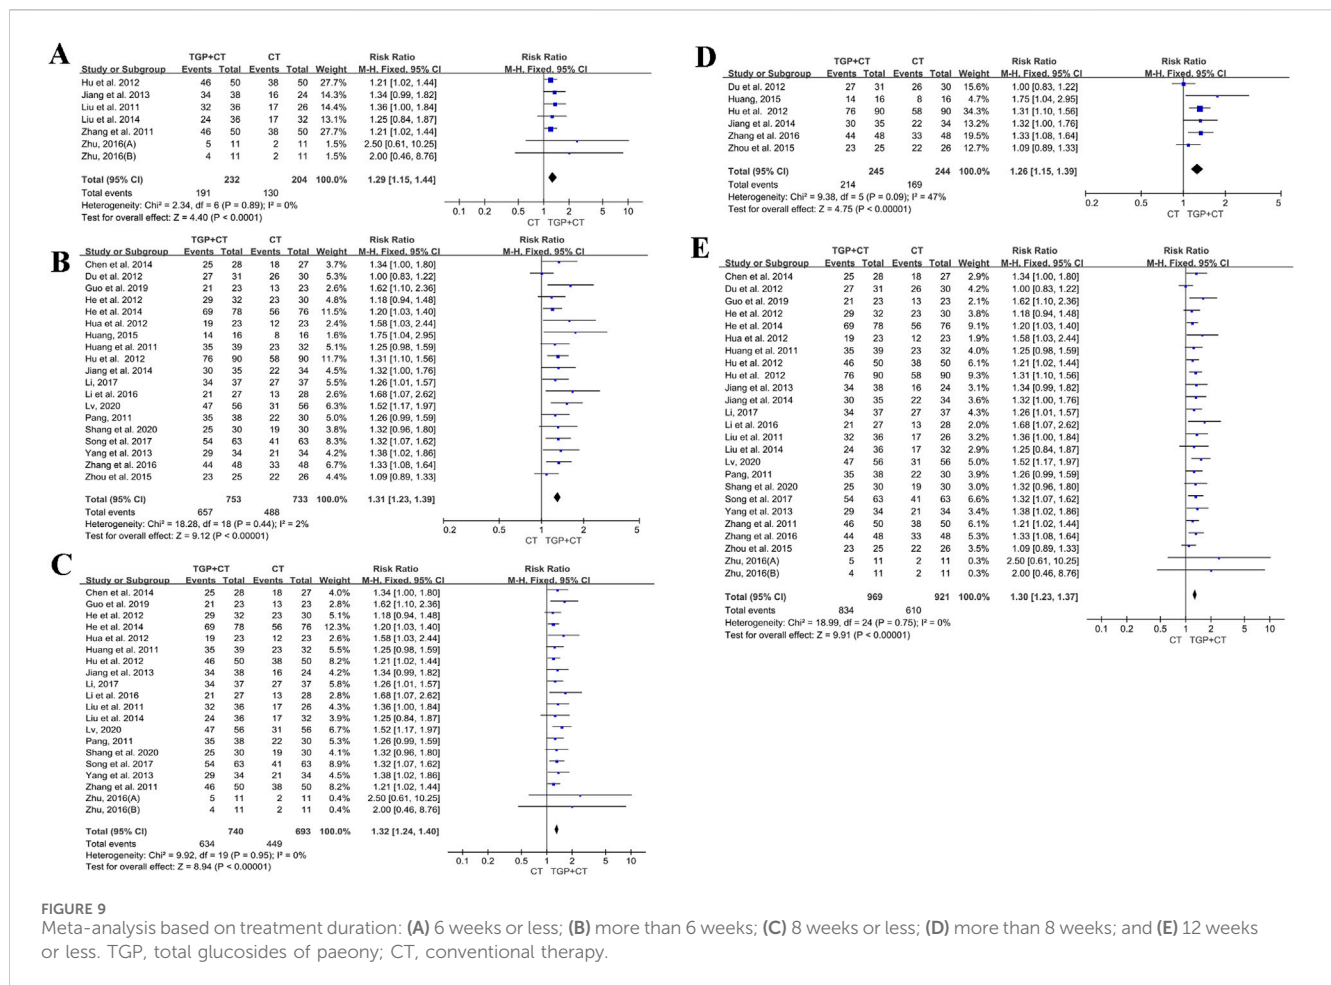 A
TGP+CT CT Risk Ratio Risk Ratio
Study or Subgroup Events Total Events Total Weight M-H. Fixed. 95% CI M-H. Fixed. 95% CI
Hu et al. 2012 46 50 38 50 27.7% 1.21 [1.02, 1.44]
Jiang et al. 2013 34 38 16 24 14.3% 1.34 [0.99, 1.82]
Liu et al. 2011 32 36 17 26 14.4% 1.36 [1.00, 1.84]
Liu et al. 2014 24 36 17 32 13.1% 1.25 [0.84, 1.87]
Zhang et al. 2011 46 50 38 50 27.7% 1.21 [1.02, 1.44]
Zhu, 2016(A) 5 11 2 11 1.5% 2.50 [0.61, 10.25]
Zhu, 2016(B) 4 11 2 11 1.5% 2.00 [0.46, 8.76]
Total (95% CI) 232 204 100.0% 1.29 [1.15, 1.44]
Total events 191 130
Heterogeneity: Chi² = 2.34, df = 6 (P = 0.89); I² = 0%
Test for overall effect: Z = 4.40 (P < 0.0001)
0.1 0.2 0.5 1 2 5 10
CT TGP+CT
B
TGP+CT CT Risk Ratio Risk Ratio
Study or Subgroup Events Total Events Total Weight M-H. Fixed. 95% CI M-H. Fixed. 95% CI
Chen et al. 2014 25 28 18 27 3.7% 1.34 [1.00, 1.80]
Du et al. 2012 27 31 26 30 5.3% 1.00 [0.83, 1.22]
Guo et al. 2019 21 23 13 23 2.6% 1.62 [1.10, 2.36]
He et al. 2012 29 32 23 30 4.8% 1.18 [0.94, 1.48]
He et al. 2014 69 78 56 76 11.5% 1.20 [1.03, 1.40]
Hua et al. 2012 19 23 12 23 2.4% 1.58 [1.03, 2.44]
Huang, 2015 14 16 8 16 1.6% 1.75 [1.04, 2.95]
Huang et al. 2011 35 39 23 32 5.1% 1.25 [0.98, 1.59]
Hu et al. 2012 76 90 58 90 11.7% 1.31 [1.10, 1.56]
Jiang et al. 2014 30 35 22 34 4.5% 1.32 [1.00, 1.76]
Li, 2017 34 37 27 37 5.4% 1.26 [1.01, 1.57]
Li et al. 2016 21 27 13 28 2.6% 1.68 [1.07, 2.62]
Lv, 2020 47 56 31 56 6.3% 1.52 [1.17, 1.97]
Pang, 2011 35 38 22 30 5.0% 1.26 [0.99, 1.59]
Shang et al. 2020 25 30 19 30 3.8% 1.32 [0.96, 1.80]
Song et al. 2017 54 63 41 63 8.3% 1.32 [1.07, 1.62]
Yang et al. 2013 29 34 21 34 4.2% 1.38 [1.02, 1.86]
Zhang et al. 2016 44 48 33 48 6.7% 1.33 [1.08, 1.64]
Zhou et al. 2015 23 25 22 26 4.4% 1.09 [0.89, 1.33]
Total (95% CI) 753 733 100.0% 1.31 [1.23, 1.39]
Total events 657 488
Heterogeneity: Chi² = 18.28, df = 18 (P = 0.44); I² = 2%
Test for overall effect: Z = 9.12 (P < 0.00001)
0.2 0.5 1 2 5
CT TGP+CT
C
TGP+CT CT Risk Ratio Risk Ratio
Study or Subgroup Events Total Events Total Weight M-H. Fixed. 95% CI M-H. Fixed. 95% CI
Chen et al. 2014 25 28 18 27 4.0% 1.34 [1.00, 1.80]
Guo et al. 2019 21 23 13 23 2.8% 1.62 [1.10, 2.36]
He et al. 2012 29 32 23 30 5.1% 1.18 [0.94, 1.48]
He et al. 2014 69 78 56 76 12.3% 1.20 [1.03, 1.40]
Hua et al. 2012 19 23 12 23 2.6% 1.58 [1.03, 2.44]
Huang et al. 2011 35 39 23 32 5.5% 1.25 [0.98, 1.59]
Hu et al. 2012 46 50 38 50 8.2% 1.21 [1.02, 1.44]
Jiang et al. 2013 34 38 16 24 4.3% 1.34 [0.99, 1.82]
Li, 2017 34 37 27 37 5.9% 1.26 [1.01, 1.57]
Li et al. 2016 21 27 13 28 2.8% 1.68 [1.07, 2.62]
Liu et al. 2011 32 36 17 26 4.3% 1.36 [1.00, 1.84]
Liu et al. 2014 24 36 17 32 3.9% 1.25 [0.84, 1.87]
Lv, 2020 47 56 31 56 6.7% 1.52 [1.17, 1.97]
Pang, 2011 35 38 22 30 5.3% 1.26 [0.99, 1.59]
Shang et al. 2020 25 30 19 30 4.1% 1.32 [0.96, 1.80]
Song et al. 2017 54 63 41 63 8.9% 1.32 [1.07, 1.62]
Yang et al. 2013 29 34 21 34 4.5% 1.38 [1.02, 1.86]
Zhang et al. 2011 46 50 38 50 8.2% 1.21 [1.02, 1.44]
Zhu, 2016(A) 5 11 2 11 0.4% 2.50 [0.61, 10.25]
Zhu, 2016(B) 4 11 2 11 0.4% 2.00 [0.46, 8.76]
Total (95% CI) 740 693 100.0% 1.32 [1.24, 1.40]
Total events 634 449
Heterogeneity: Chi² = 9.92, df = 19 (P = 0.95); I² = 0%
Test for overall effect: Z = 8.94 (P < 0.00001)
0.1 0.2 0.5 1 2 5 10
CT TGP+CT
D
TGP+CT CT Risk Ratio Risk Ratio
Study or Subgroup Events Total Events Total Weight M-H. Fixed. 95% CI M-H. Fixed. 95% CI
Du et al. 2012 27 31 26 30 15.6% 1.00 [0.83, 1.22]
Huang, 2015 14 16 8 16 4.7% 1.75 [1.04, 2.95]
Hu et al. 2012 76 90 58 90 34.2% 1.31 [1.10, 1.56]
Jiang et al. 2014 30 35 22 34 13.2% 1.32 [1.00, 1.76]
Zhang et al. 2016 44 48 33 48 19.5% 1.33 [1.08, 1.64]
Zhou et al. 2015 23 25 22 26 12.7% 1.09 [0.89, 1.33]
Total (95% CI) 245 244 100.0% 1.26 [1.15, 1.39]
Total events 214 169
Heterogeneity: Chi² = 9.38, df = 5 (P = 0.09); I² = 47%
Test for overall effect: Z = 4.75 (P < 0.00001)
0.2 0.5 1 2 5
CT TGP+CT
E
TGP+CT CT Risk Ratio Risk Ratio
Study or Subgroup Events Total Events Total Weight M-H. Fixed. 95% CI M-H. Fixed. 95% CI
Chen et al. 2014 25 28 18 27 2.9% 1.34 [1.00, 1.80]
Du et al. 2012 27 31 26 30 4.2% 1.00 [0.83, 1.22]
Guo et al. 2019 21 23 13 23 2.1% 1.62 [1.10, 2.36]
He et al. 2012 29 32 23 30 3.8% 1.18 [0.94, 1.48]
He et al. 2014 69 78 56 76 9.1% 1.20 [1.03, 1.40]
Hua et al. 2012 19 23 12 23 1.9% 1.58 [1.03, 2.44]
Huang et al. 2011 35 39 23 32 4.0% 1.25 [0.98, 1.59]
Hu et al. 2012 46 50 38 50 6.1% 1.21 [1.02, 1.44]
Hu et al. 2012 76 90 58 90 9.3% 1.31 [1.10, 1.56]
Jiang et al. 2013 34 38 16 24 3.1% 1.34 [0.99, 1.82]
Jiang et al. 2014 30 35 22 34 3.6% 1.32 [1.00, 1.76]
Li, 2017 34 37 27 37 4.3% 1.26 [1.01, 1.57]
Li et al. 2016 21 27 13 28 2.0% 1.68 [1.07, 2.62]
Liu et al. 2011 32 36 17 26 3.2% 1.36 [1.00, 1.84]
Liu et al. 2014 24 36 17 32 2.9% 1.25 [0.84, 1.87]
Lv, 2020 47 56 31 56 5.0% 1.52 [1.17, 1.97]
Pang, 2011 35 38 22 30 3.9% 1.26 [0.99, 1.59]
Shang et al. 2020 25 30 19 30 3.0% 1.32 [0.96, 1.80]
Song et al. 2017 54 63 41 63 6.6% 1.32 [1.07, 1.62]
Yang et al. 2013 29 34 21 34 3.4% 1.38 [1.02, 1.86]
Zhang et al. 2011 46 50 38 50 6.1% 1.21 [1.02, 1.44]
Zhang et al. 2016 44 48 33 48 5.3% 1.33 [1.08, 1.64]
Zhou et al. 2015 23 25 22 26 3.5% 1.09 [0.89, 1.33]
Zhu, 2016(A) 5 11 2 11 0.3% 2.50 [0.61, 10.25]
Zhu, 2016(B) 4 11 2 11 0.3% 2.00 [0.46, 8.76]
Total (95% CI) 969 921 100.0% 1.30 [1.23, 1.37]
Total events 834 610
Heterogeneity: Chi² = 18.99, df = 24 (P = 0.75); I² = 0%
Test for overall effect: Z = 9.91 (P < 0.00001)
0.1 0.2 0.5 1 2 5 10
CT TGP+CT
FIGURE 9
Meta-analysis based on treatment duration: (A) 6 weeks or less; (B) more than 6 weeks; (C) 8 weeks or less; (D) more than 8 weeks; and (E) 12 weeks
or less. TGP, total glucosides of paeony; CT, conventional therapy.